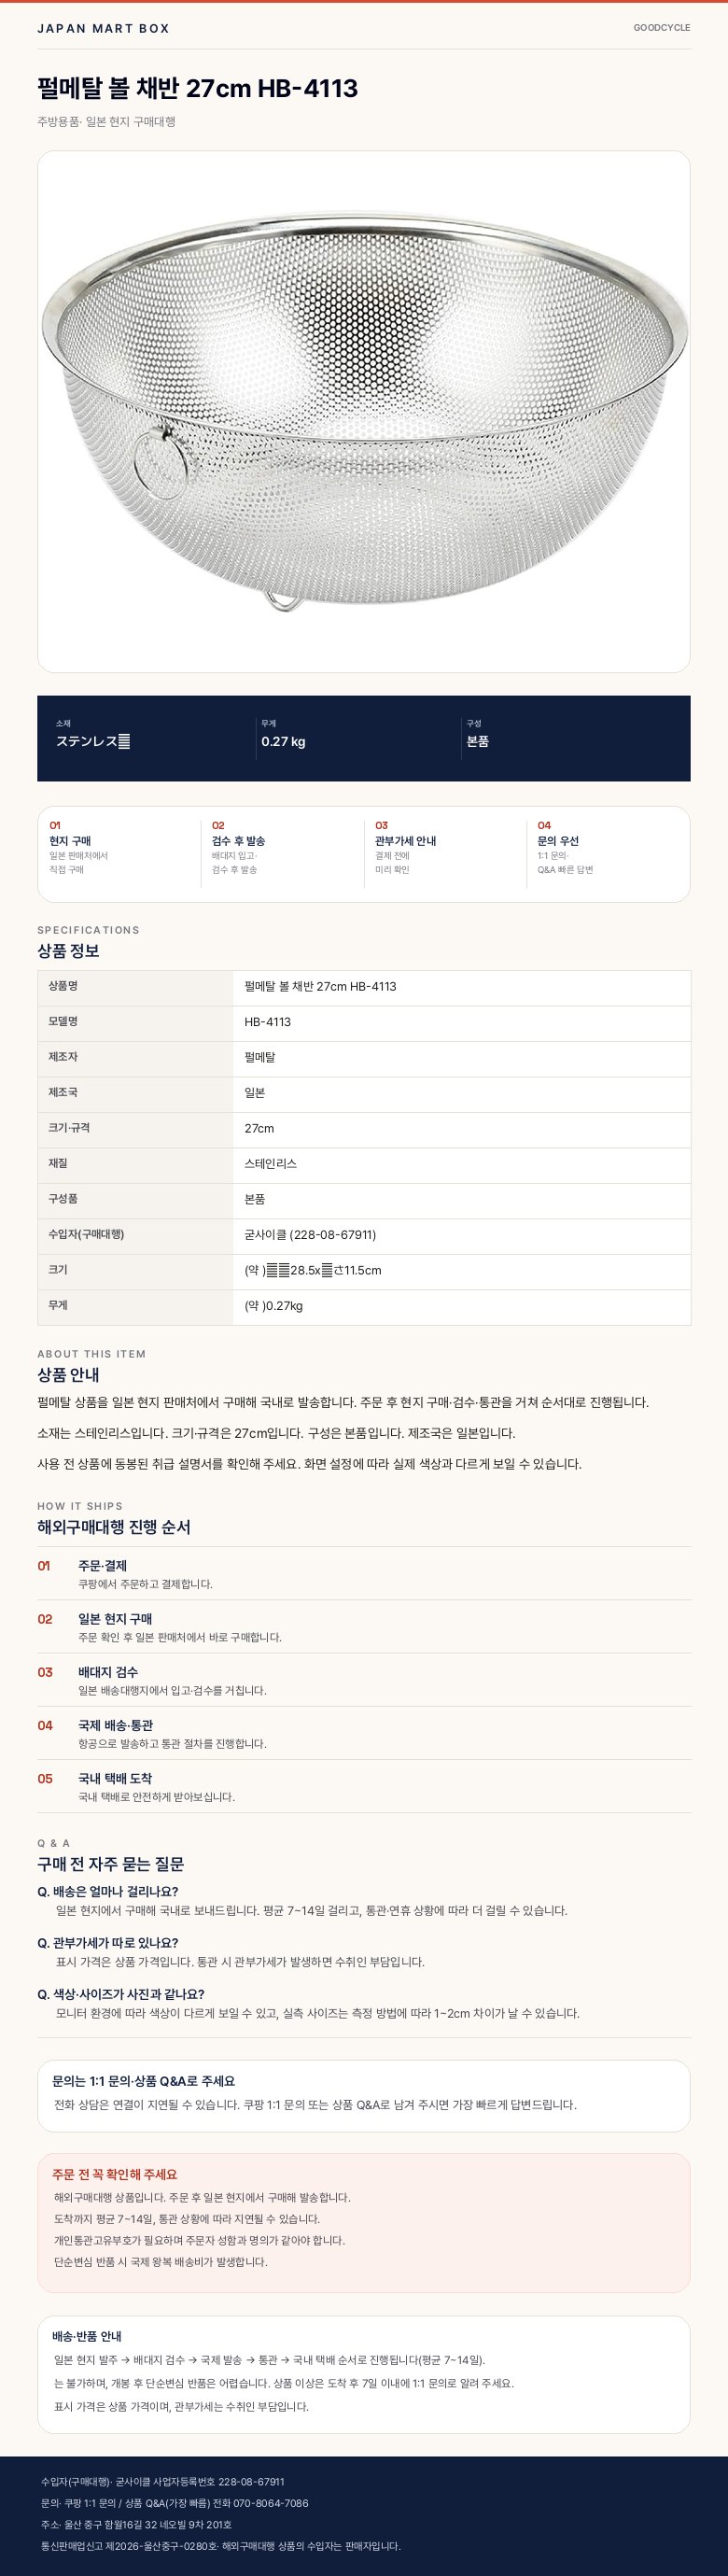 JAPAN MART BOX
GOODCYCLE
펄메탈 볼 채반 27cm HB-4113
주방용품· 일본 현지 구매대행
소재
ステンレス
무게
0.27 kg
구성
본품
01
현지 구매
일본 판매처에서
직접 구매
02
검수 후 발송
배대지 입고·
검수 후 발송
03
관부가세 안내
결제 전에
미리 확인
04
문의 우선
1:1 문의·
Q&A 빠른 답변
SPECIFICATIONS
상품 정보
상품명 펄메탈 볼 채반 27cm HB-4113
모델명 HB-4113
제조자 펄메탈
제조국 일본
크기·규격 27cm
재질 스테인리스
구성품 본품
수입자(구매대행) 굳사이클 (228-08-67911)
크기 (약 )28.5xさ11.5cm
무게 (약 )0.27kg
ABOUT THIS ITEM
상품 안내
펄메탈 상품을 일본 현지 판매처에서 구매해 국내로 발송합니다. 주문 후 현지 구매·검수·통관을 거쳐 순서대로 진행됩니다.
소재는 스테인리스입니다. 크기·규격은 27cm입니다. 구성은 본품입니다. 제조국은 일본입니다.
사용 전 상품에 동봉된 취급 설명서를 확인해 주세요. 화면 설정에 따라 실제 색상과 다르게 보일 수 있습니다.
HOW IT SHIPS
해외구매대행 진행 순서
01 주문·결제
쿠팡에서 주문하고 결제합니다.
02 일본 현지 구매
주문 확인 후 일본 판매처에서 바로 구매합니다.
03 배대지 검수
일본 배송대행지에서 입고·검수를 거칩니다.
04 국제 배송·통관
항공으로 발송하고 통관 절차를 진행합니다.
05 국내 택배 도착
국내 택배로 안전하게 받아보십니다.
Q & A
구매 전 자주 묻는 질문
Q. 배송은 얼마나 걸리나요?
일본 현지에서 구매해 국내로 보내드립니다. 평균 7~14일 걸리고, 통관·연휴 상황에 따라 더 걸릴 수 있습니다.
Q. 관부가세가 따로 있나요?
표시 가격은 상품 가격입니다. 통관 시 관부가세가 발생하면 수취인 부담입니다.
Q. 색상·사이즈가 사진과 같나요?
모니터 환경에 따라 색상이 다르게 보일 수 있고, 실측 사이즈는 측정 방법에 따라 1~2cm 차이가 날 수 있습니다.
문의는 1:1 문의·상품 Q&A로 주세요
전화 상담은 연결이 지연될 수 있습니다. 쿠팡 1:1 문의 또는 상품 Q&A로 남겨 주시면 가장 빠르게 답변드립니다.
주문 전 꼭 확인해 주세요
해외구매대행 상품입니다. 주문 후 일본 현지에서 구매해 발송합니다.
도착까지 평균 7~14일, 통관 상황에 따라 지연될 수 있습니다.
개인통관고유부호가 필요하며 주문자 성함과 명의가 같아야 합니다.
단순변심 반품 시 국제 왕복 배송비가 발생합니다.
배송·반품 안내
일본 현지 발주 → 배대지 검수 → 국제 발송 → 통관 → 국내 택배 순서로 진행됩니다(평균 7~14일).
는 불가하며, 개봉 후 단순변심 반품은 어렵습니다. 상품 이상은 도착 후 7일 이내에 1:1 문의로 알려 주세요.
표시 가격은 상품 가격이며, 관부가세는 수취인 부담입니다.
수입자(구매대행)· 굳사이클 사업자등록번호 228-08-67911
문의· 쿠팡 1:1 문의 / 상품 Q&A(가장 빠름) 전화 070-8064-7086
주소· 울산 중구 함월16길 32 네오빌 9차 201호
통신판매업신고 제2026-울산중구-0280호· 해외구매대행 상품의 수입자는 판매자입니다.